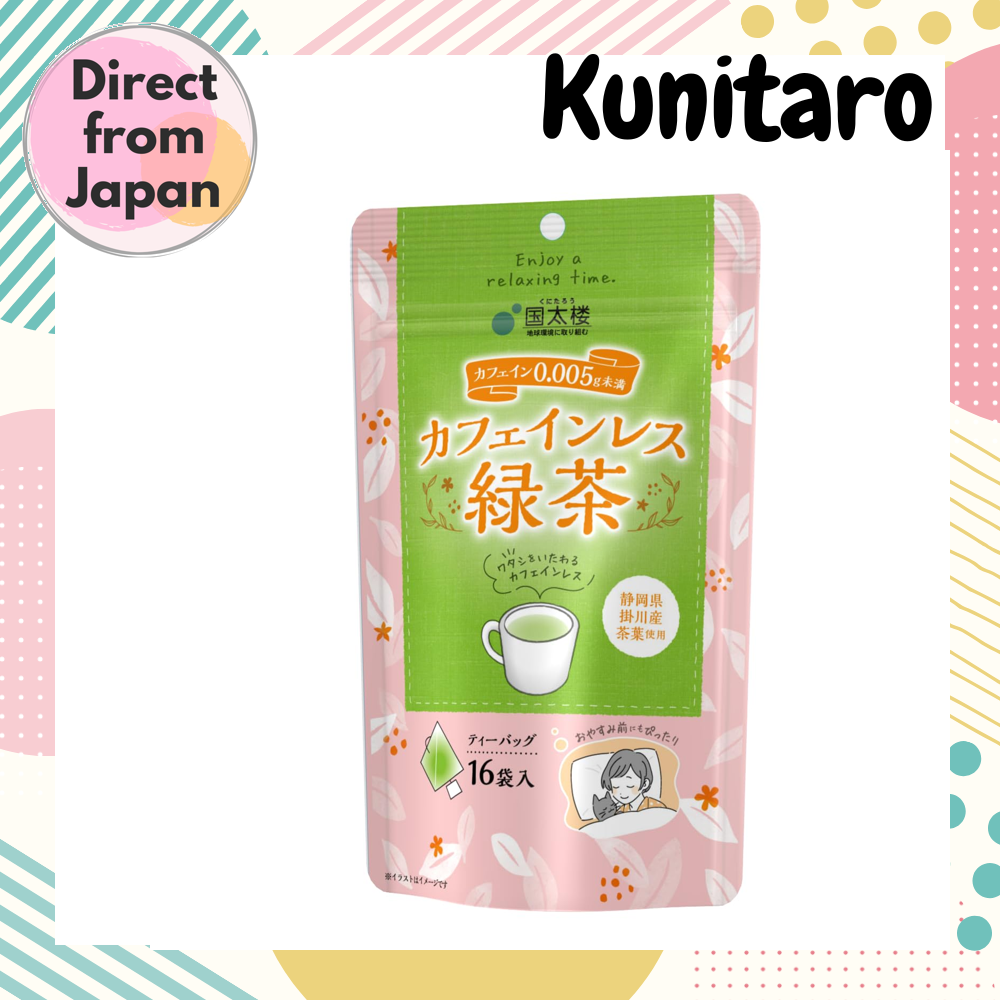 Direct
from
Japan
Kunitaro
Enjoy a
relaxing time.
くにたろう
国太楼
地球環境に取り組む
カフェイン0.005g未満
カフェインレス
緑茶
ワタシをいたわる
カフェインレス
静岡県
掛川産
茶葉使用
ティーバッグ
16袋入
おやすみ前にもぴったり
※イラストはイメージです